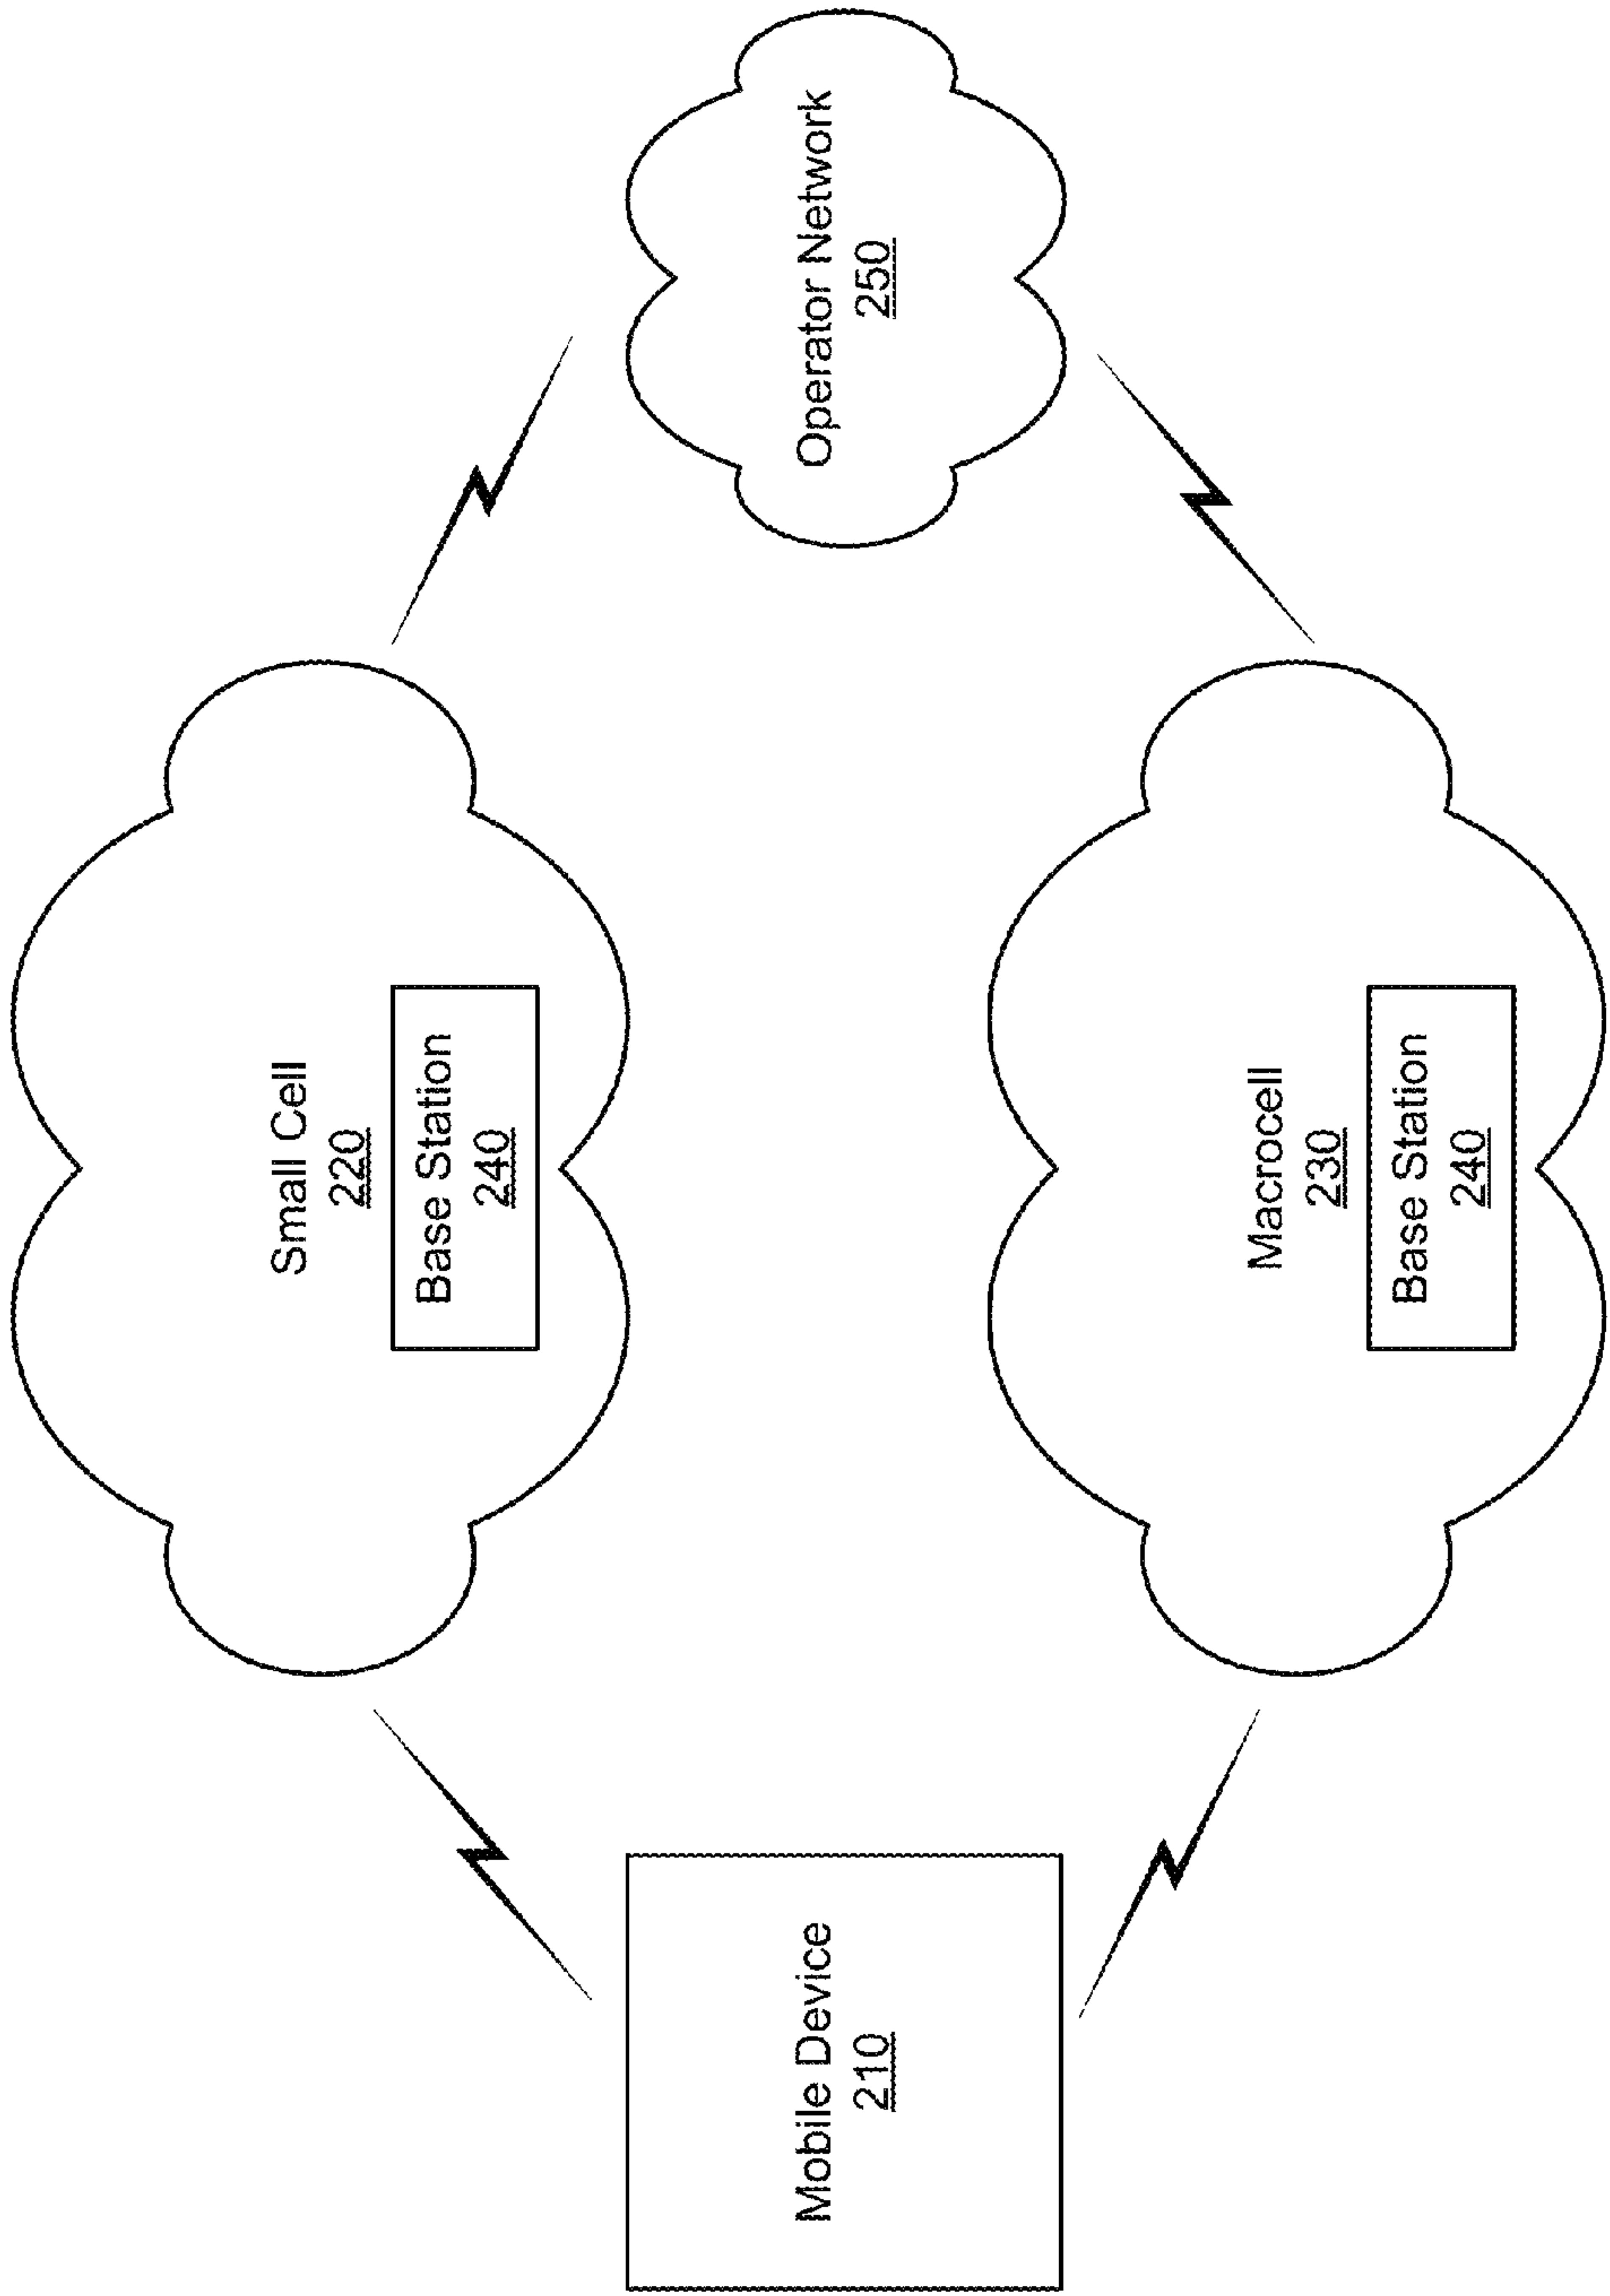 Mobile Device
210
Small Cell
220
Base Station
240
Macrocell
230
Base Station
240
Operator Network
250